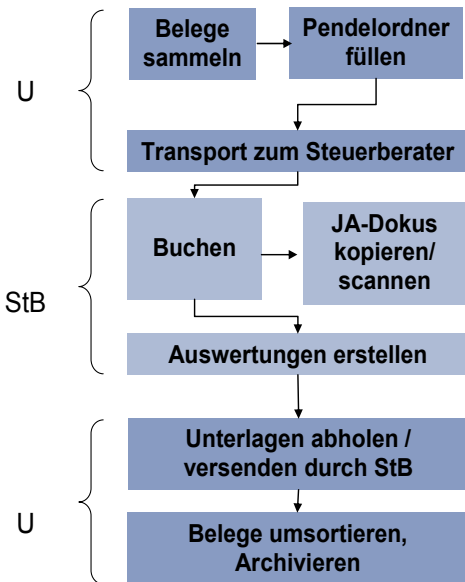 U
Belege
sammeln
Pendelordner
füllen
Transport zum Steuerberater
StB
Buchen
JA-Dokus
kopieren/
scannen
Auswertungen erstellen
U
Unterlagen abholen /
versenden durch StB
Belege umsortieren,
Archivieren